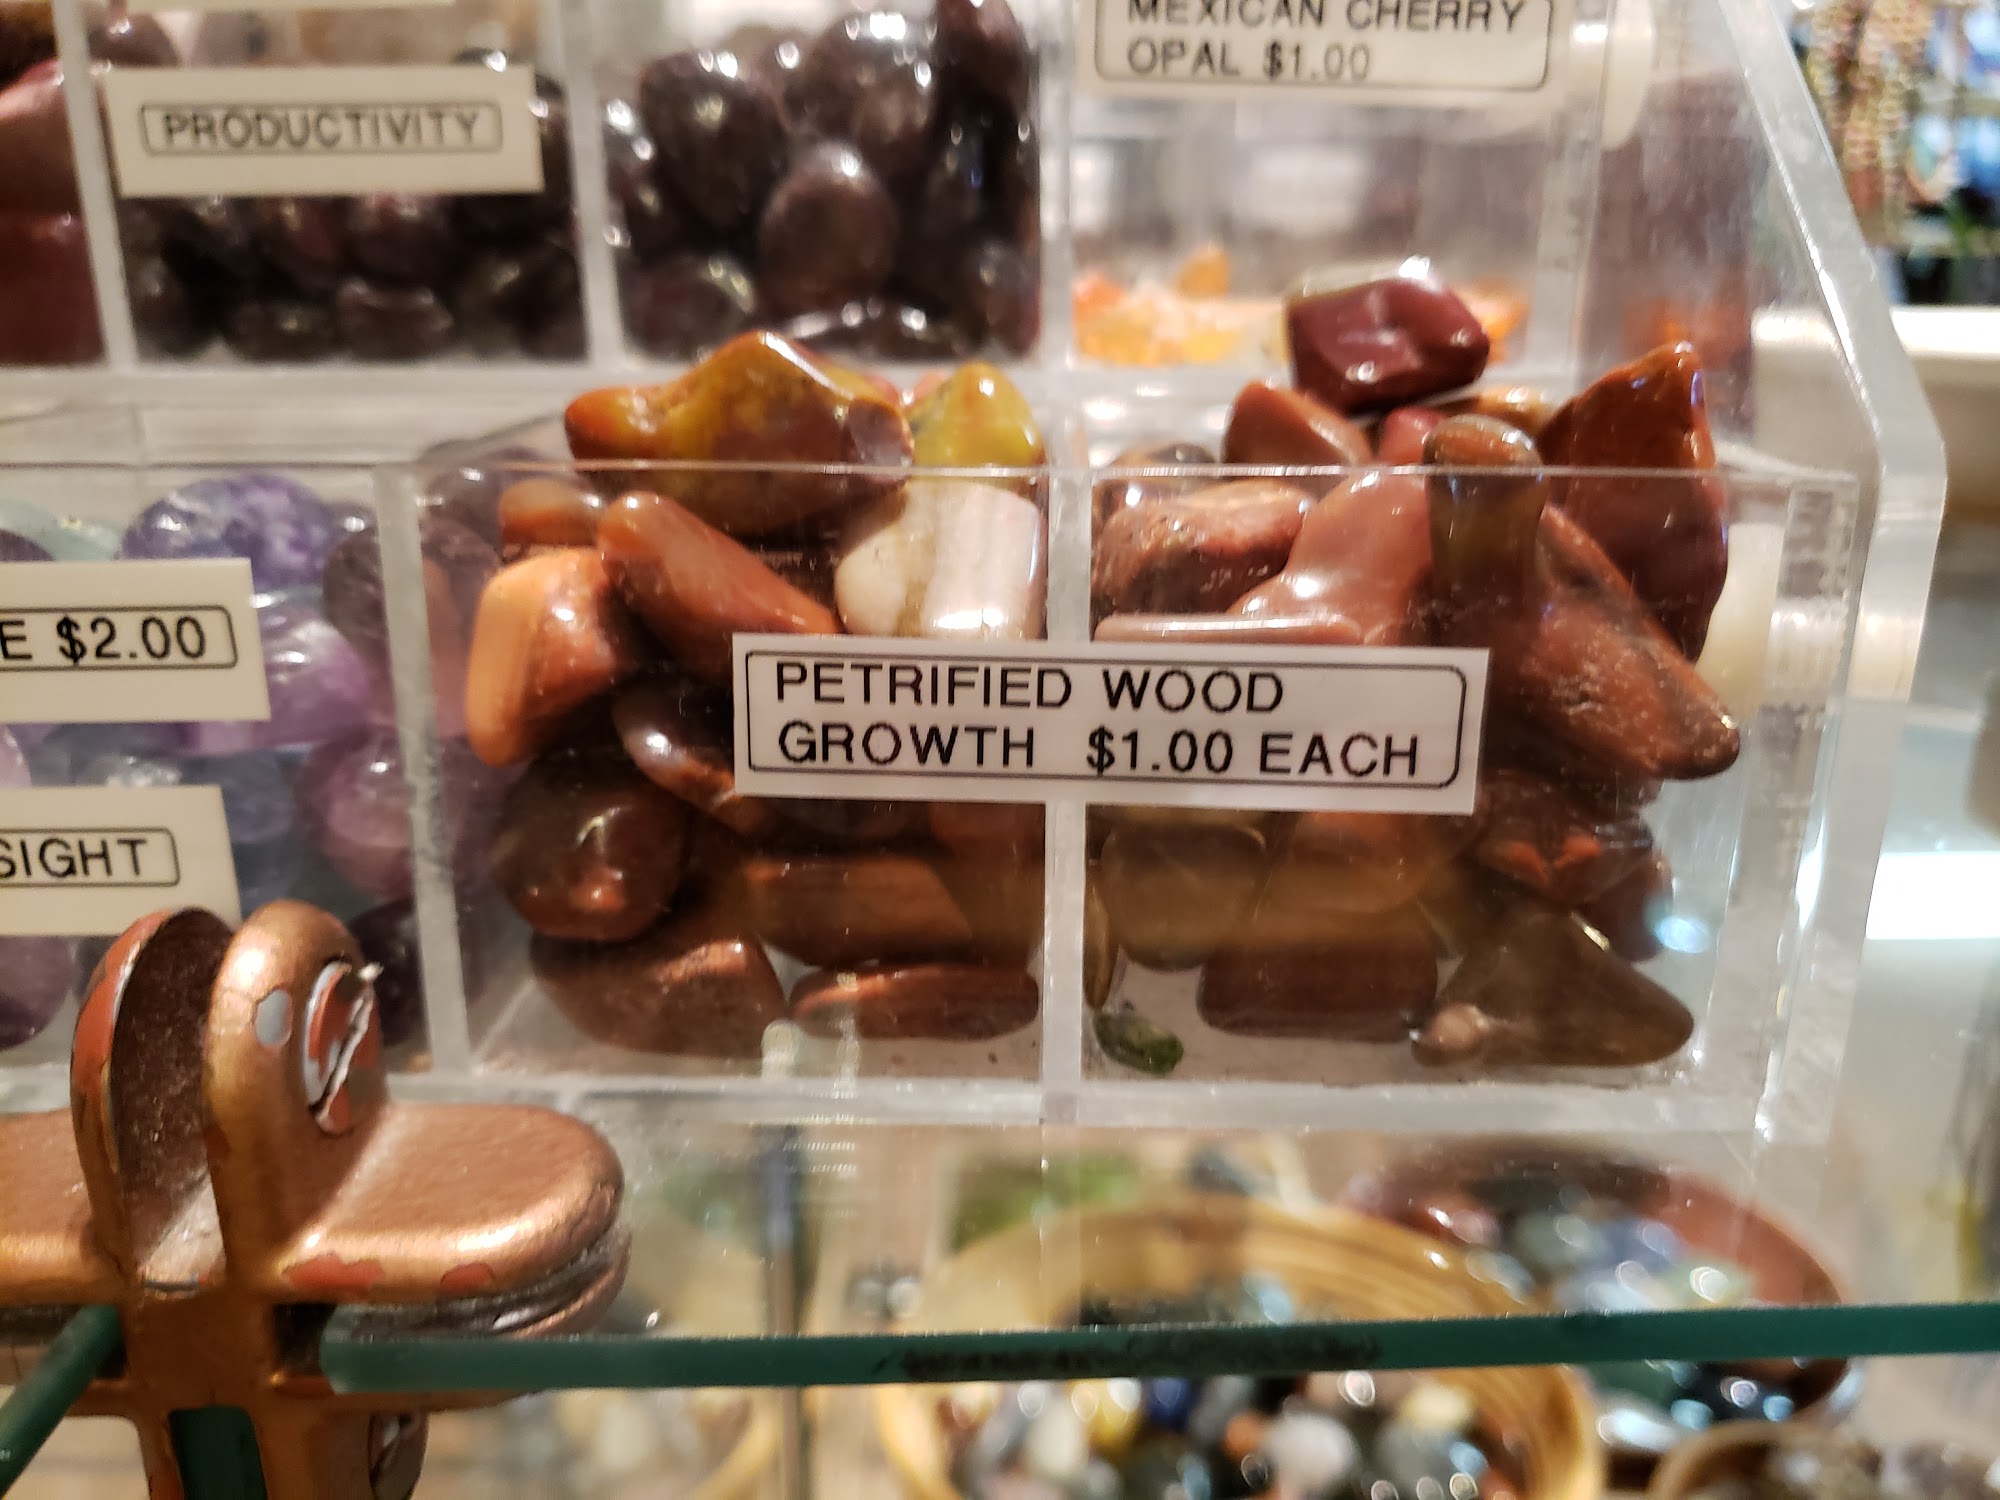 MEXICAN CHERRY
OPAL $1.00
PRODUCTIVITY
E $2.00
SIGHT
PETRIFIED WOOD
GROWTH $1.00 EACH